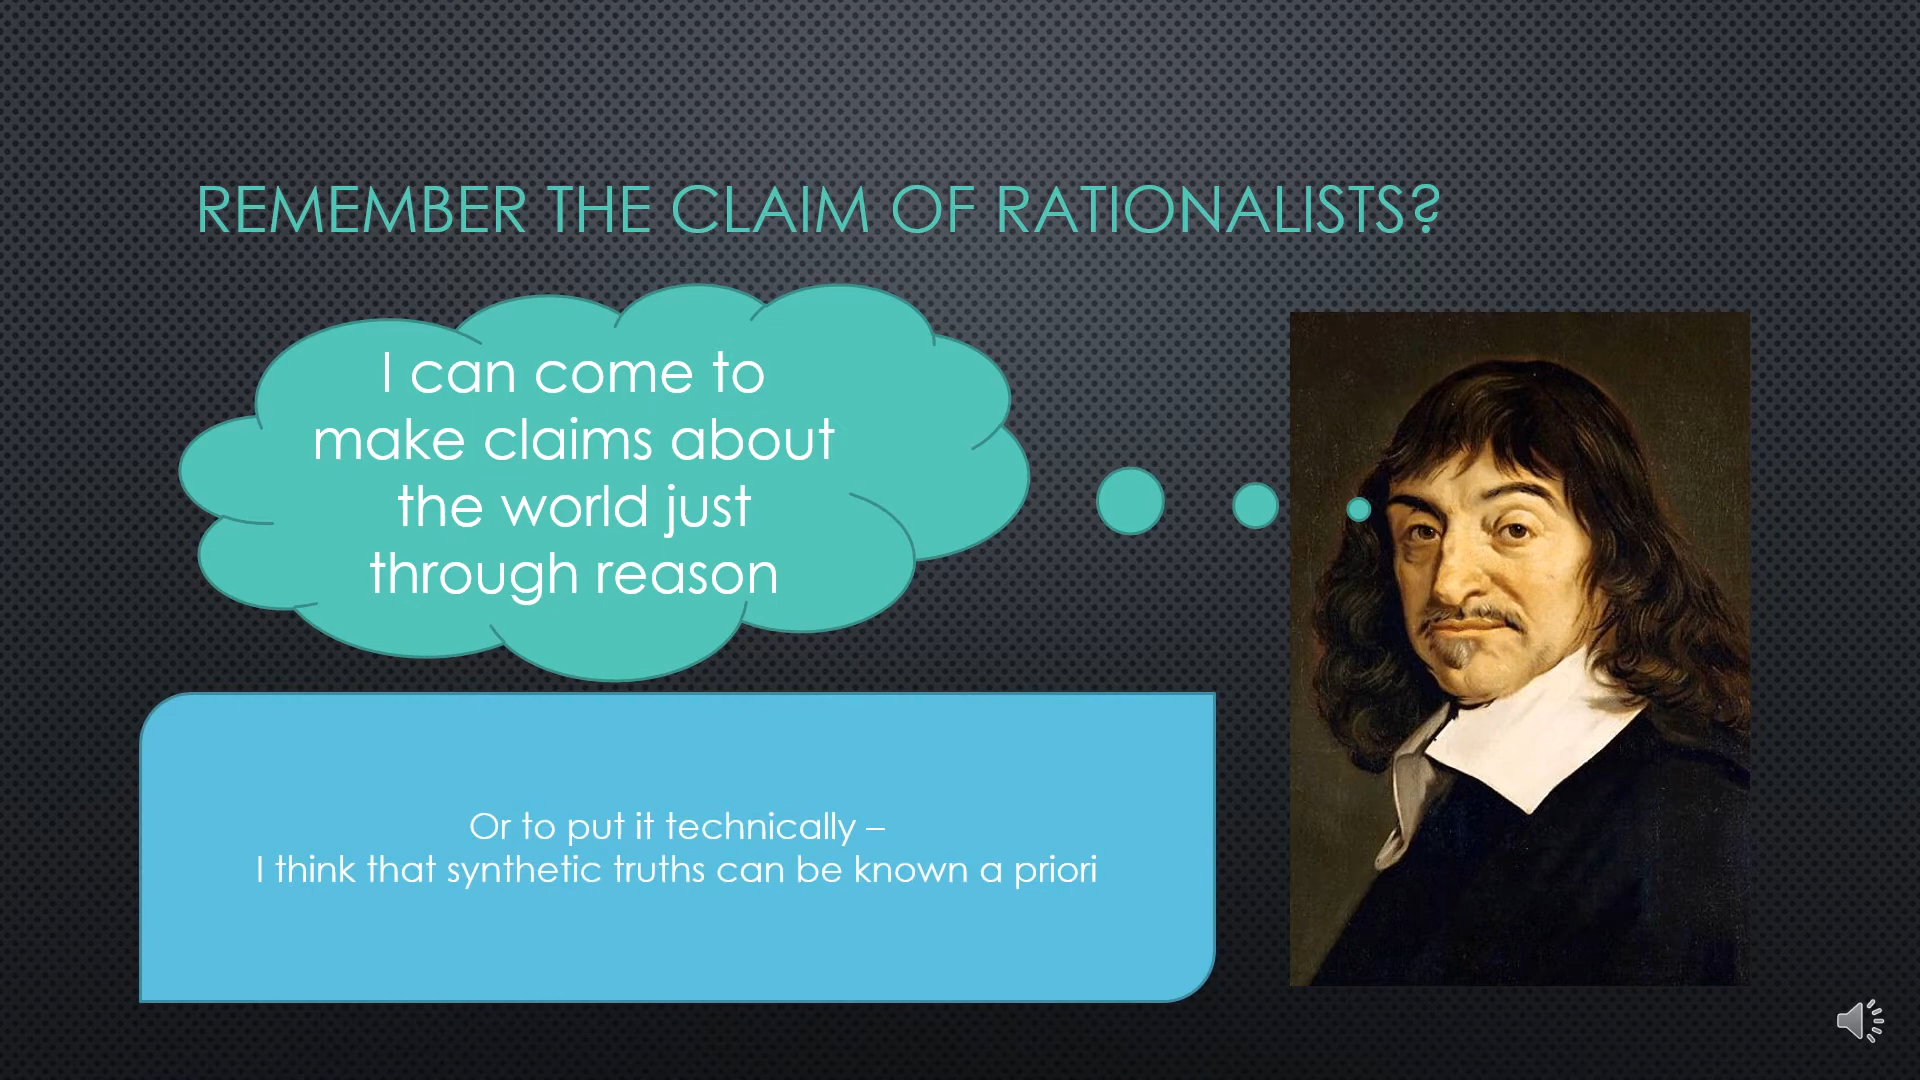 REMEMBER THE CLAIM OF RATIONALISTS?
I can come to
make claims about
the world just
through reason
Or to put it technically –
I think that synthetic truths can be known a priori